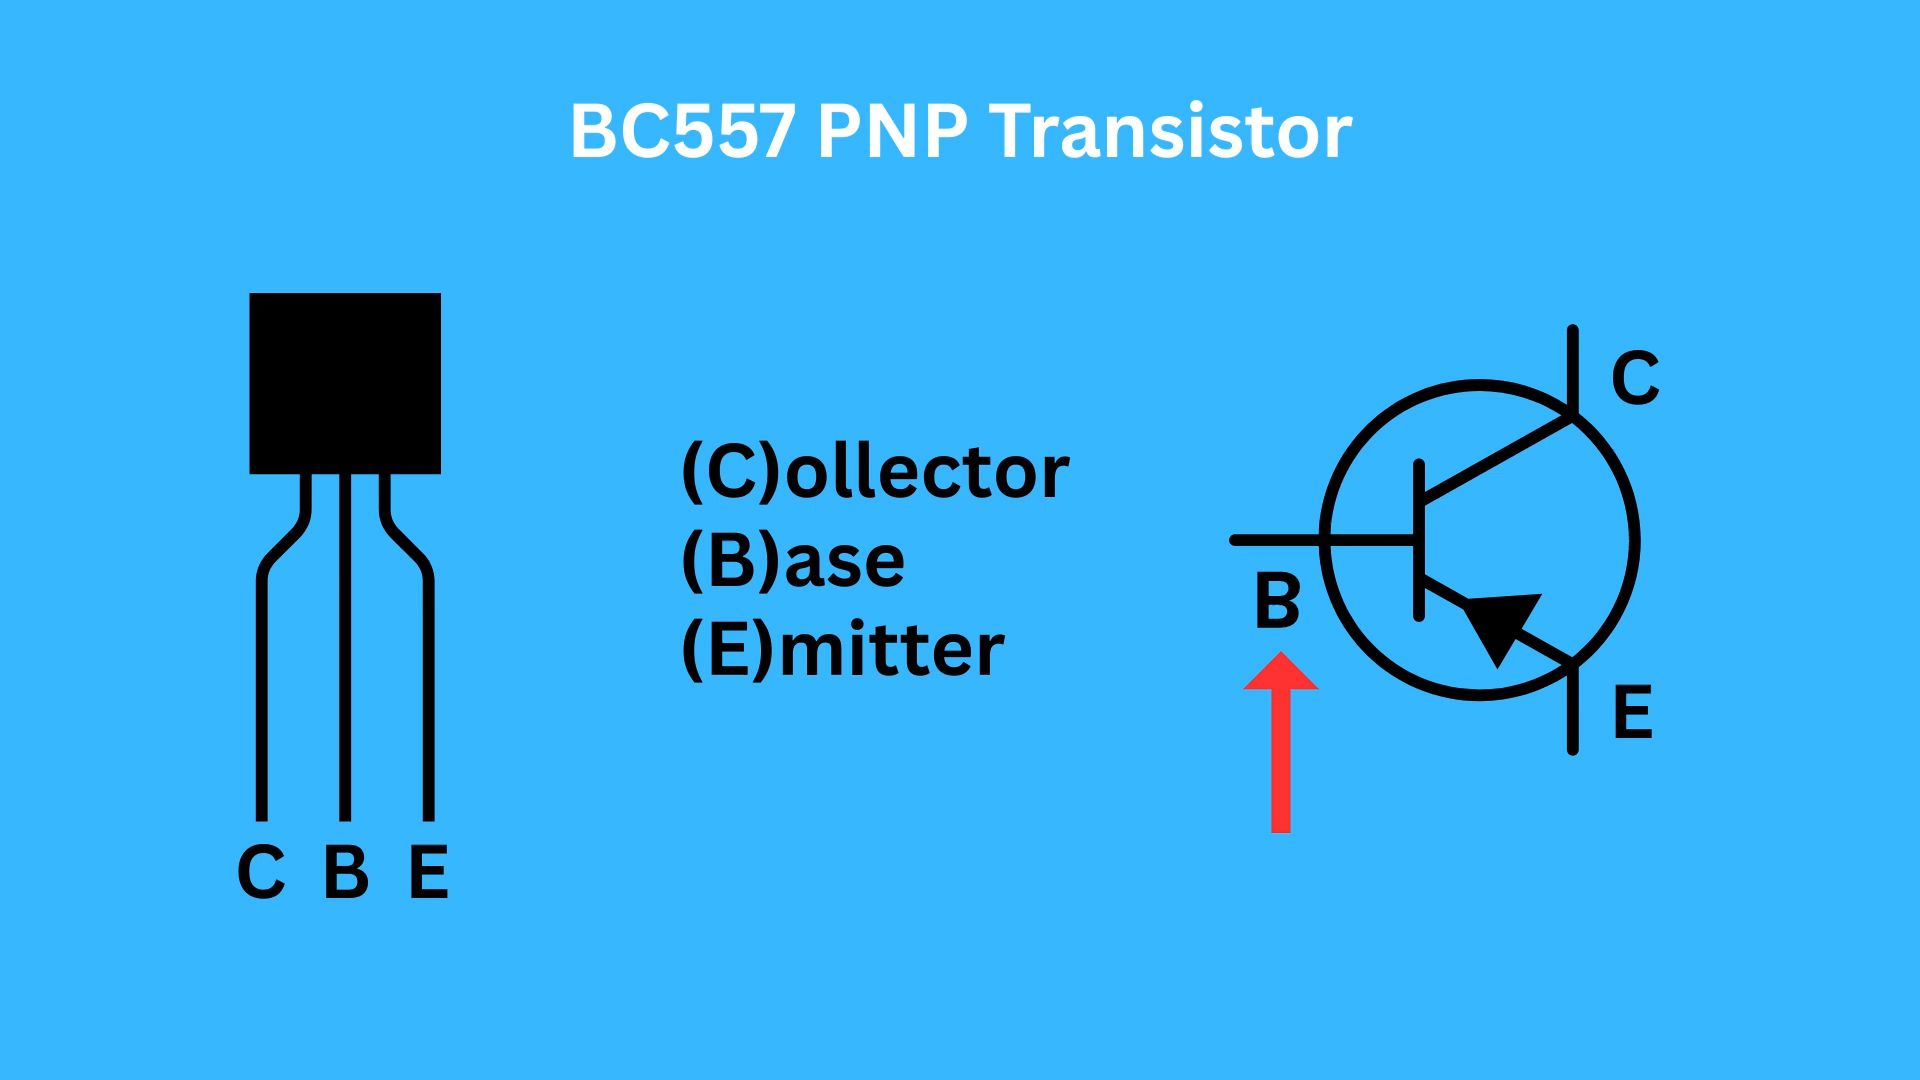 BC557 PNP Transistor
(C)ollector
(B)ase
(E)mitter
C B E
C
B
E